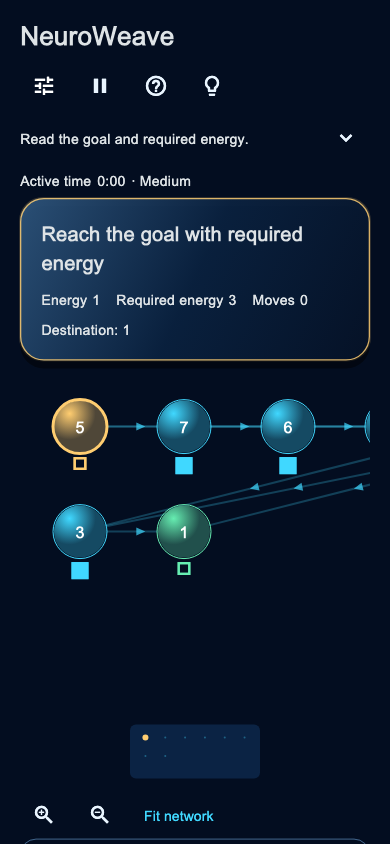 NeuroWeave
Read the goal and required energy.
Active time 0:00 · Medium
Reach the goal with required
energy
Energy 1 Required energy 3 Moves 0
Destination: 1
5 7 6
3 1
Fit network